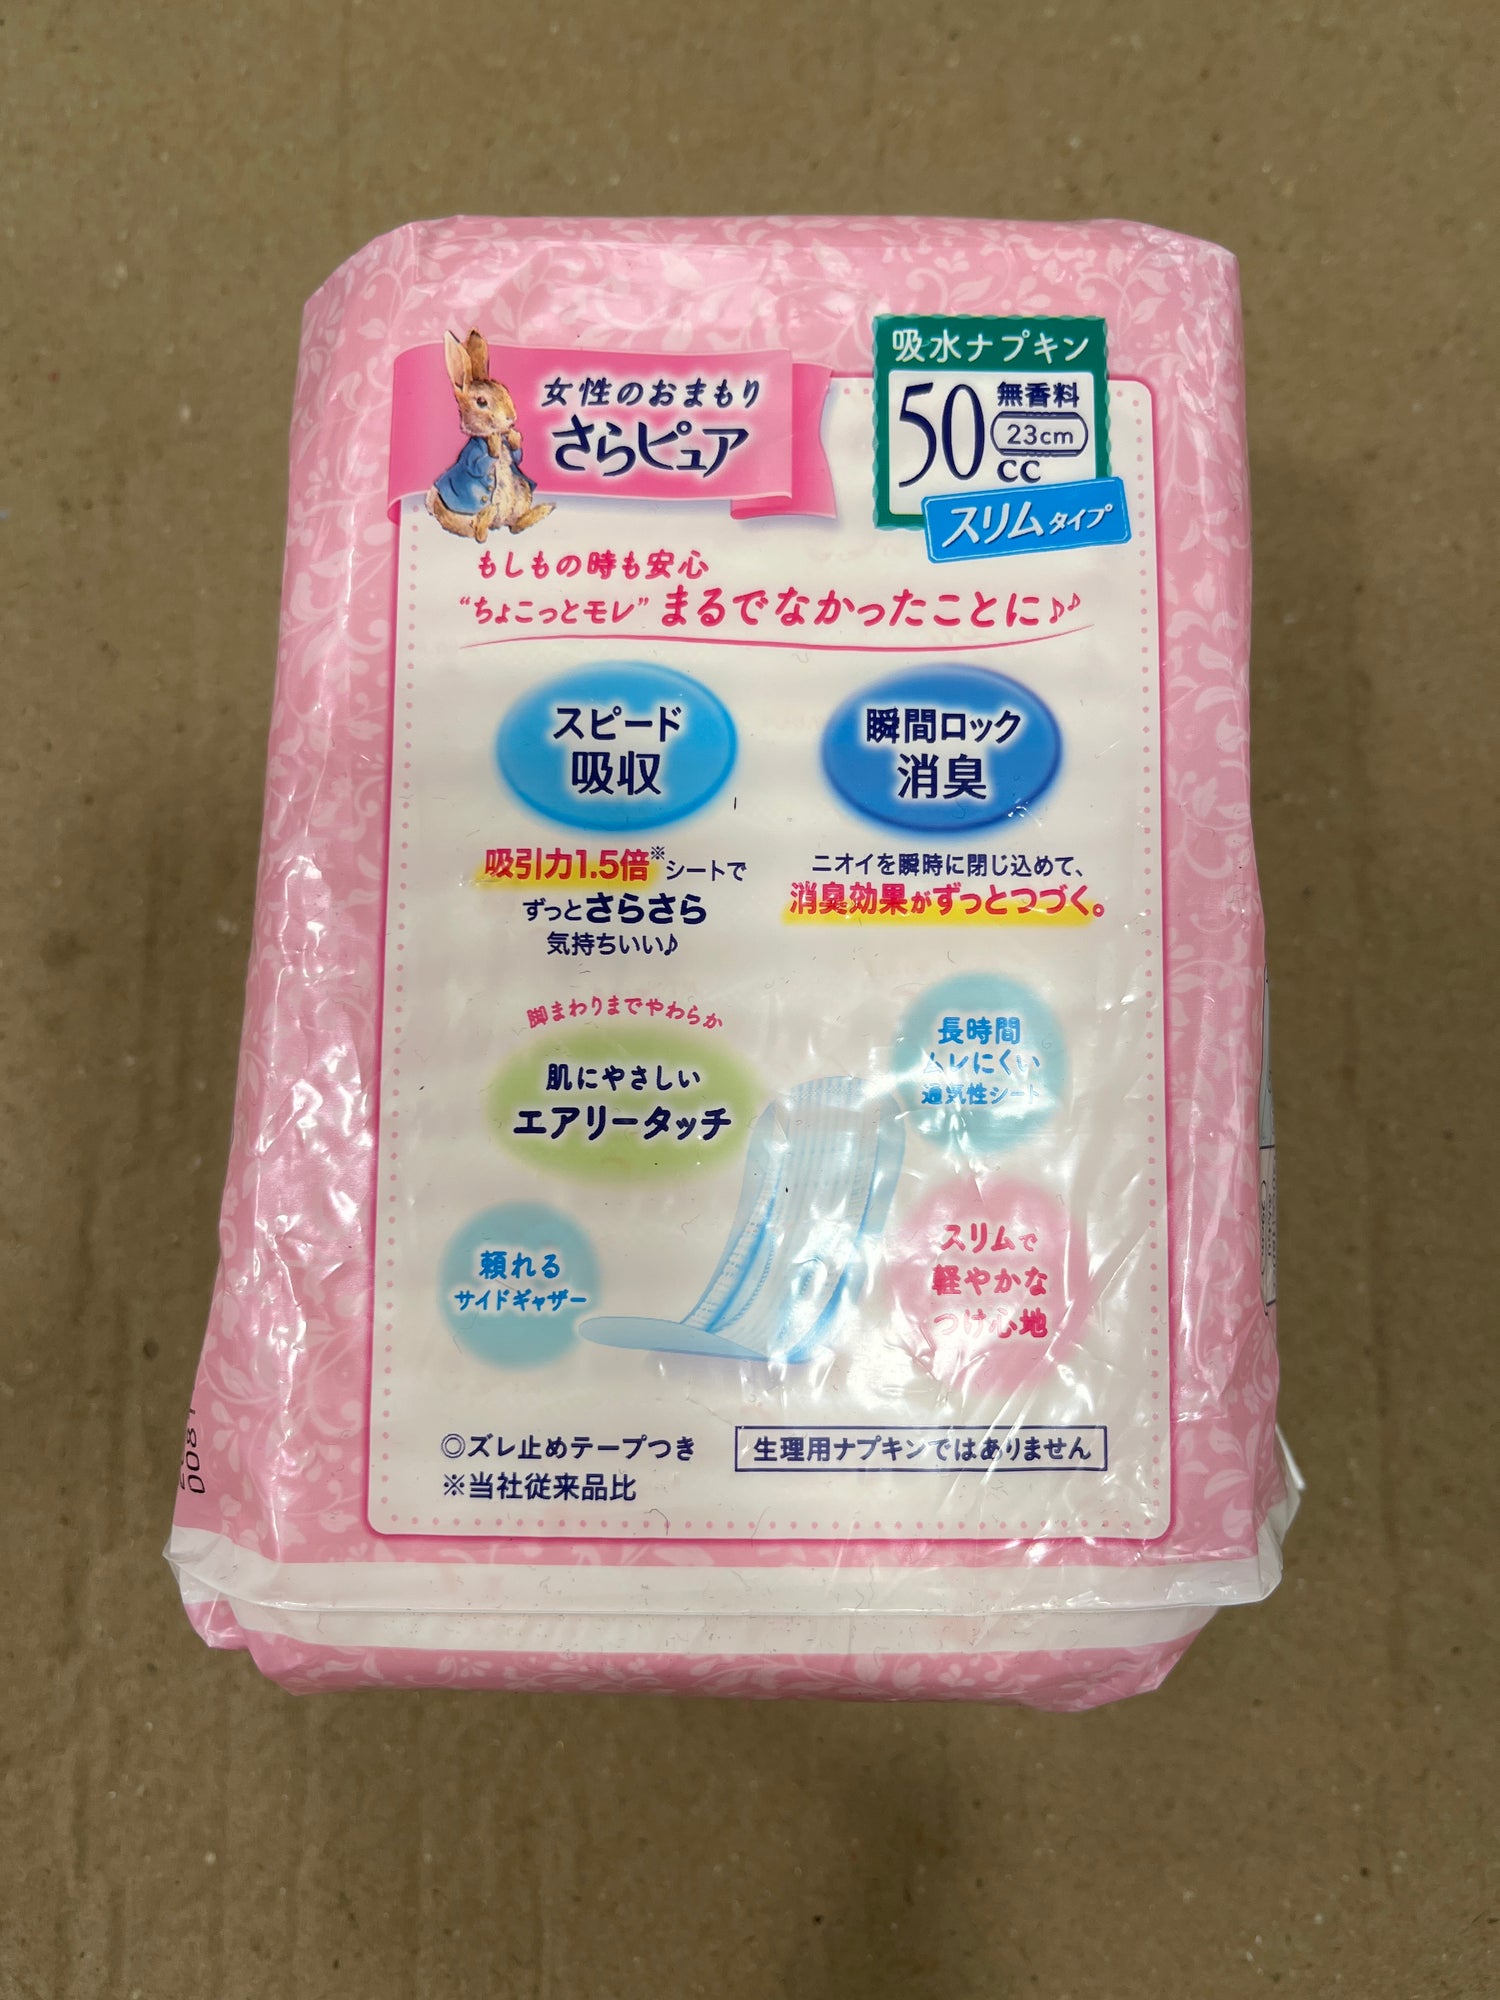 吸水ナプキン
女性のおまもり
さらピュア
50
無香料
23cm
CC
スリムタイプ
もしもの時も安心
“ちょこっとモレ”まるでなかったことに♪♪
スピード
吸収
瞬間ロック
消臭
吸引力1.5倍※シートで
ずっとさらさら
気持ちいい♪
ニオイを瞬時に閉じ込めて、
消臭効果がずっとつづく。
脚まわりまでやわらか
肌にやさしい
エアリータッチ
長時間
ムレにくい
通気性シート
頼れる
サイドギャザー
スリムで
軽やかな
つけ心地
◎ズレ止めテープつき
※当社従来品比
生理用ナプキンではありません